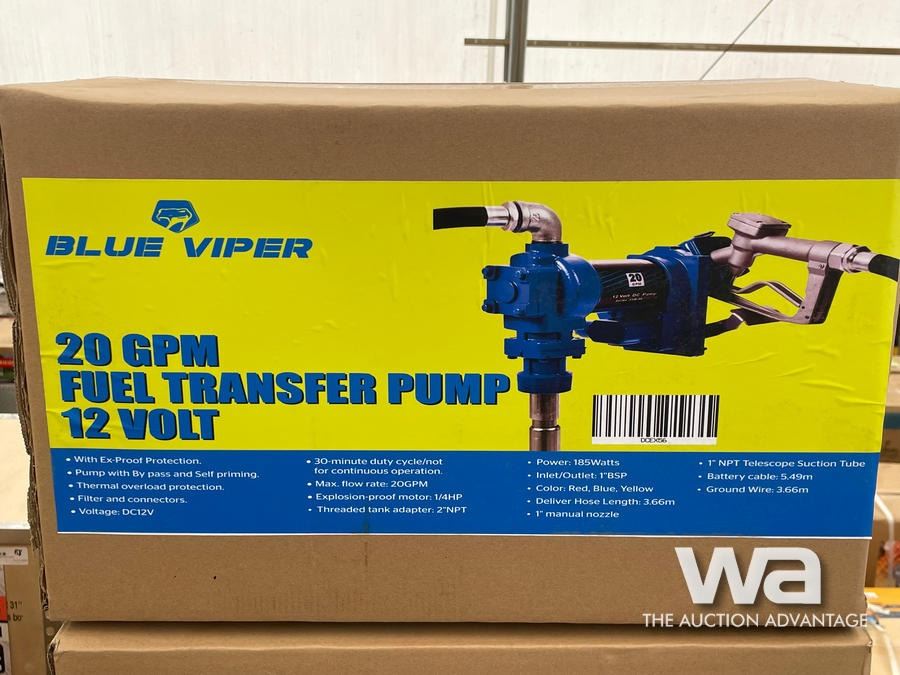 BLUE VIPER
20 GPM
FUEL TRANSFER PUMP
12 VOLT
20
GPM
12 Volt DC Pump
DCEX56
• With Ex-Proof Protection.
• Pump with By pass and Self priming.
• Thermal overload protection.
• Filter and connectors.
• Voltage: DC12V
• 30-minute duty cycle/not
for continuous operation.
• Max. flow rate: 20GPM
• Explosion-proof motor: 1/4HP
• Threaded tank adapter: 2"NPT
• Power: 185Watts
• Inlet/Outlet: 1"BSP
• Color: Red, Blue, Yellow
• Deliver Hose Length: 3.66m
• 1" manual nozzle
• 1" NPT Telescope Suction Tube
• Battery cable: 5.49m
• Ground Wire: 3.66m
31"
wa
THE AUCTION ADVANTAGE